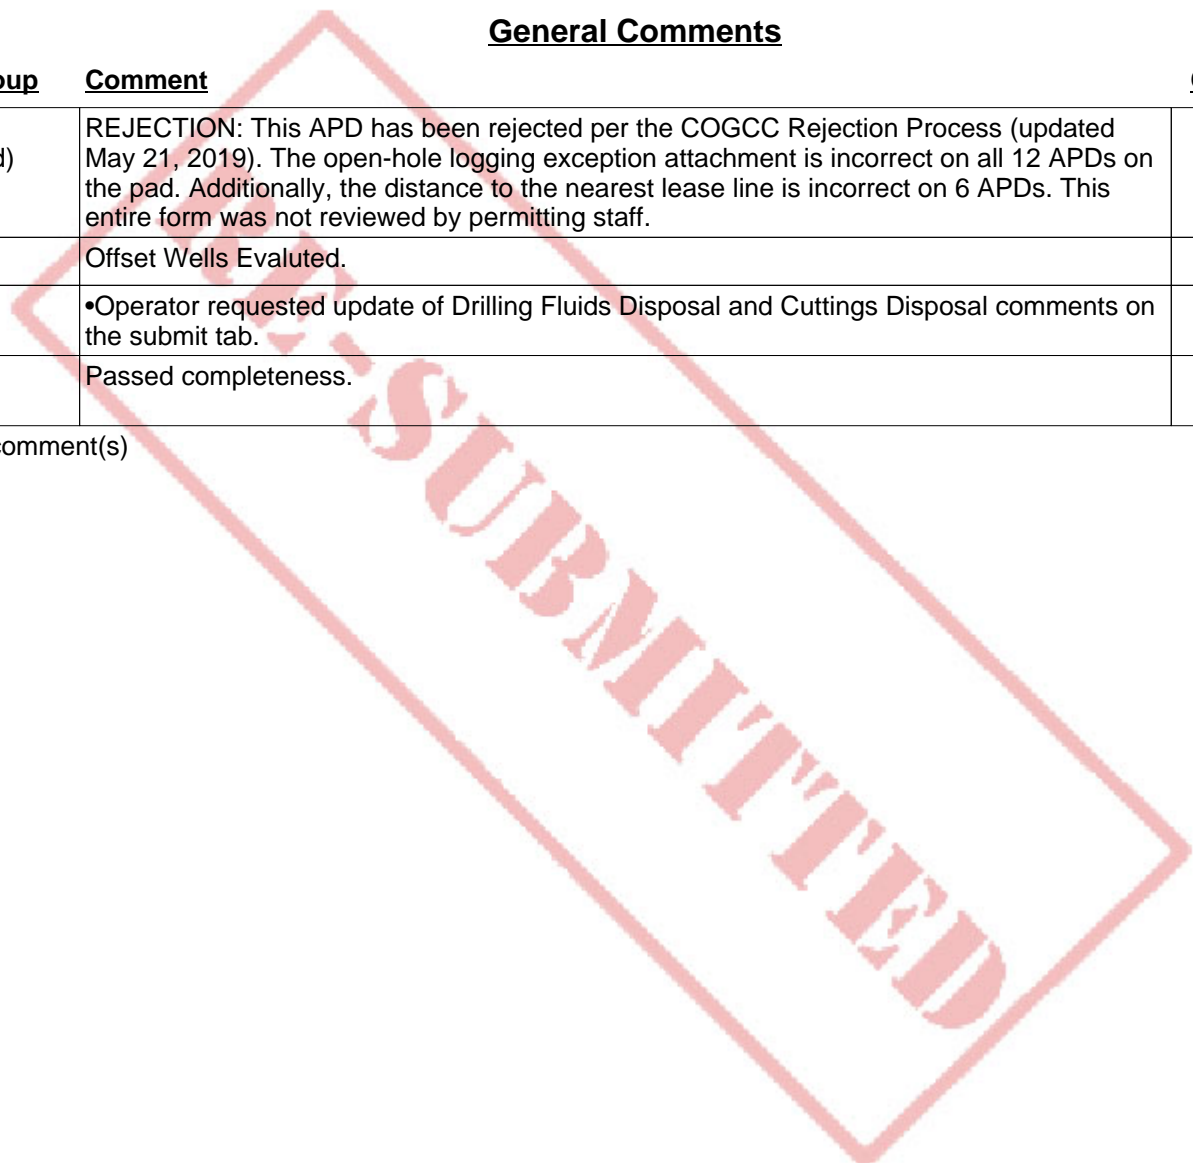 General Comments
oup Comment C
REJECTION: This APD has been rejected per the COGCC Rejection Process (updated
d) May 21, 2019). The open-hole logging exception attachment is incorrect on all 12 APDs on
the pad. Additionally, the distance to the nearest lease line is incorrect on 6 APDs. This
entire form was not reviewed by permitting staff.
Offset Wells Evaluted.
•Operator requested update of Drilling Fluids Disposal and Cuttings Disposal comments on
the submit tab.
Passed completeness.
comment(s)
RE-SUBMITTED